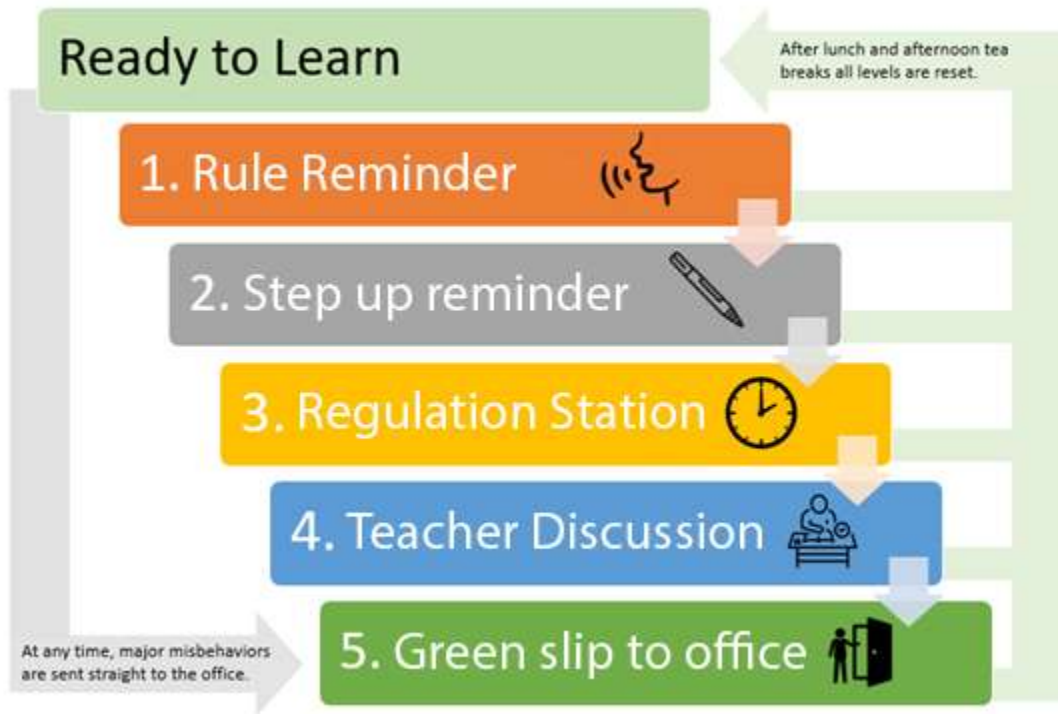 Ready to Learn
After lunch and afternoon tea
breaks all levels are reset.
1. Rule Reminder
2. Step up reminder
3. Regulation Station
4. Teacher Discussion
5. Green slip to office
At any time, major misbehaviors
are sent straight to the office.